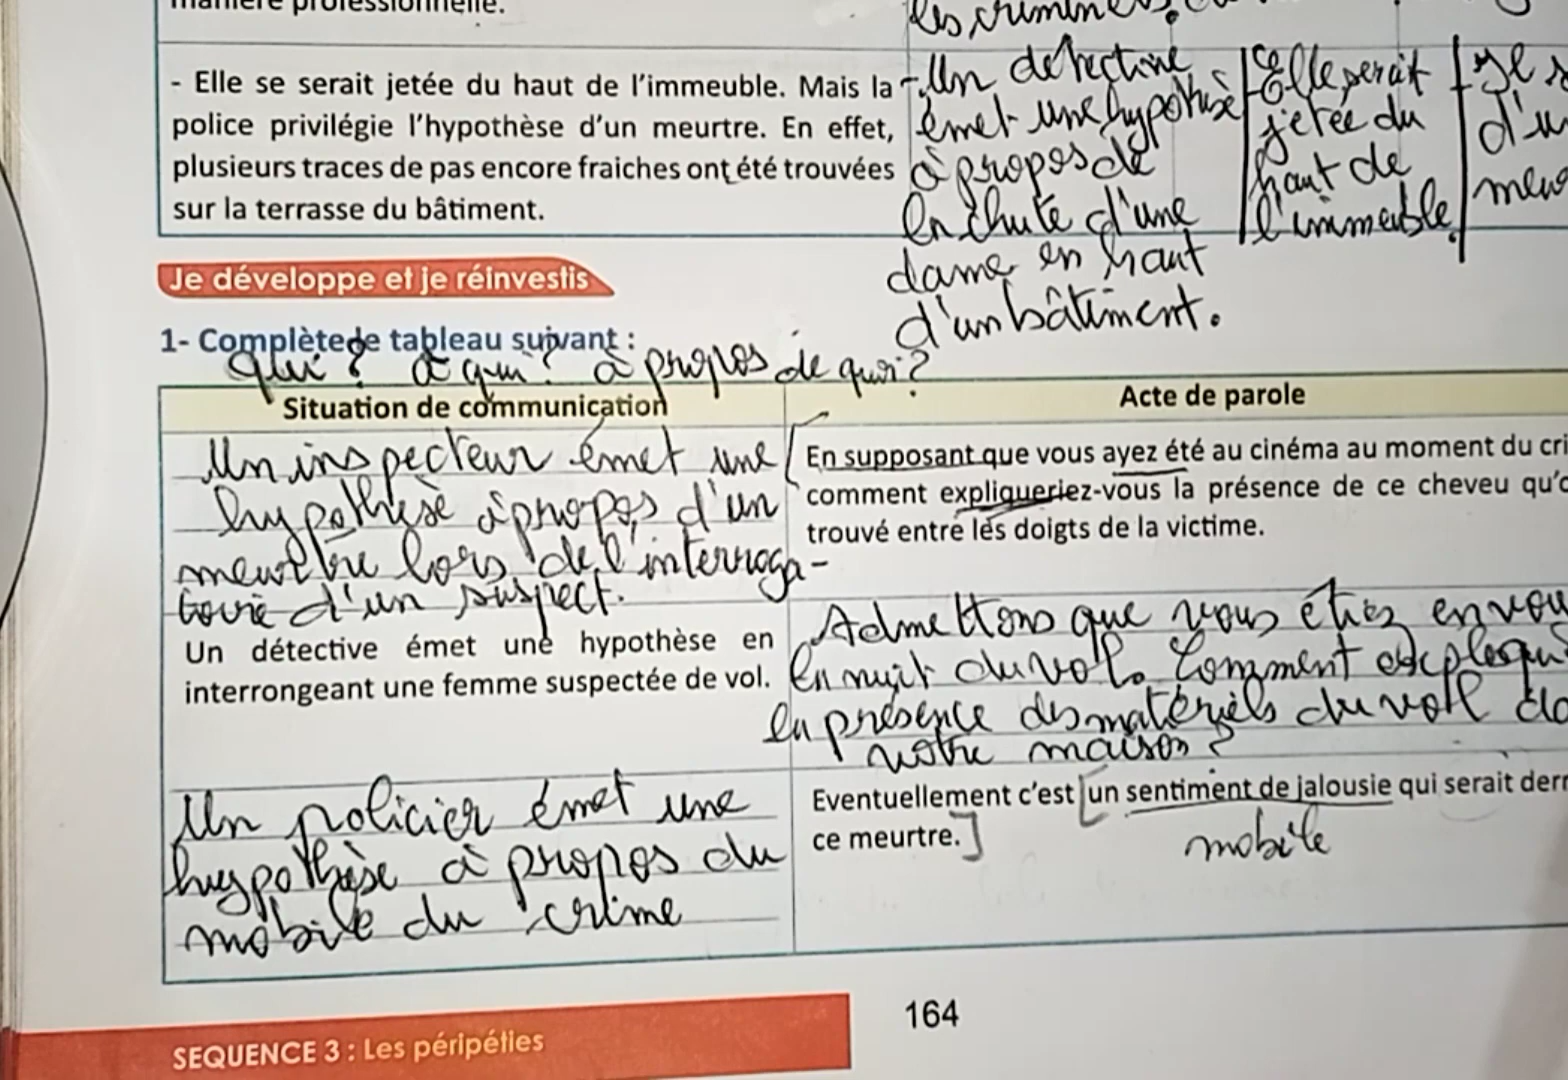 manière professionnelle.
les criminels.
- Elle se serait jetée du haut de l'immeuble. Mais la
police privilégie l'hypothèse d'un meurtre. En effet,
plusieurs traces de pas encore fraiches ont été trouvées
sur la terrasse du bâtiment.
- Un détective
émet une hypothèse
à propos de
la chute d'une
dame en haut
d'un bâtiment.
- Elle serait
jetée du
haut de
l'immeuble.
d'u
meur
Je développe et je réinvestis
1- Complète le tableau suivant :
qui ? à qui ? à propos de quoi ?
Situation de communication
Acte de parole
Un inspecteur émet une
hypothèse à propos d'un
meurtre lors de l'interroga-
toire d'un suspect.
En supposant que vous ayez été au cinéma au moment du cri
comment expliqueriez-vous la présence de ce cheveu qu'o
trouvé entre les doigts de la victime.
Un détective émet une hypothèse en
interrongeant une femme suspectée de vol.
Admettons que vous étiez en vou
la nuit du vol. Comment
la présence des matériels du vol
votre maison ?
Un policier émet une
hypothèse à propos du
mobile du crime
Eventuellement c'est [un sentiment de jalousie qui serait derr
ce meurtre.]
mobile
164
SEQUENCE 3 : Les péripéties